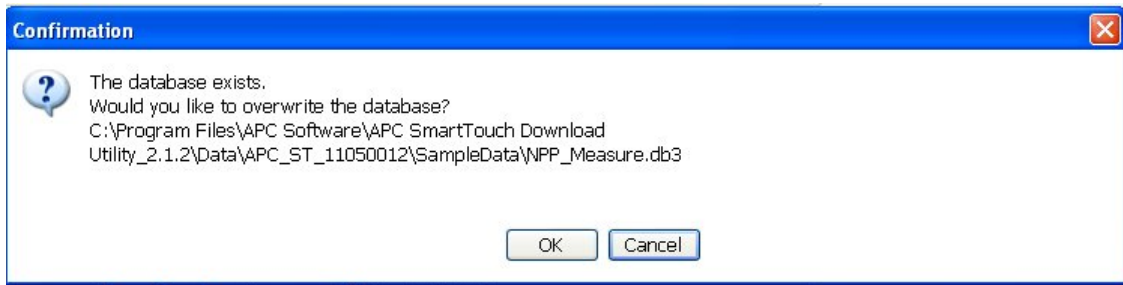 Confirmation
The database exists.
Would you like to overwrite the database?
C:\Program Files\APC Software\APC SmartTouch Download
Utility_2.1.2\Data\APC_ST_11050012\SampleData\NPP_Measure.db3
OK Cancel